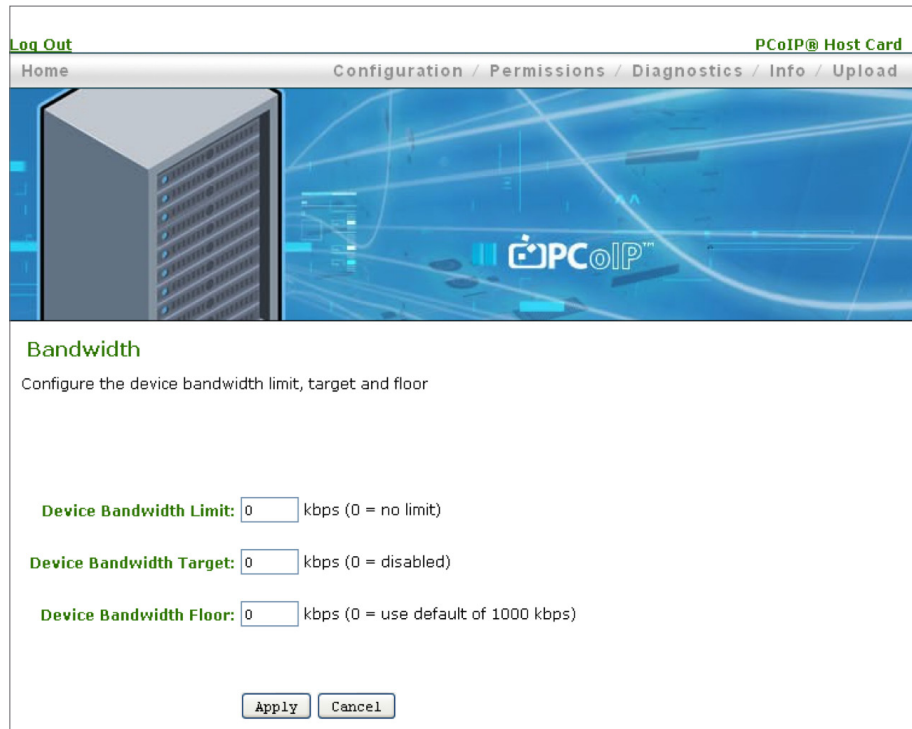 Log Out PCoIP® Host Card
Home Configuration / Permissions / Diagnostics / Info / Upload
PCoIP™
Bandwidth
Configure the device bandwidth limit, target and floor
Device Bandwidth Limit: 0 kbps (0 = no limit)
Device Bandwidth Target: 0 kbps (0 = disabled)
Device Bandwidth Floor: 0 kbps (0 = use default of 1000 kbps)
Apply Cancel